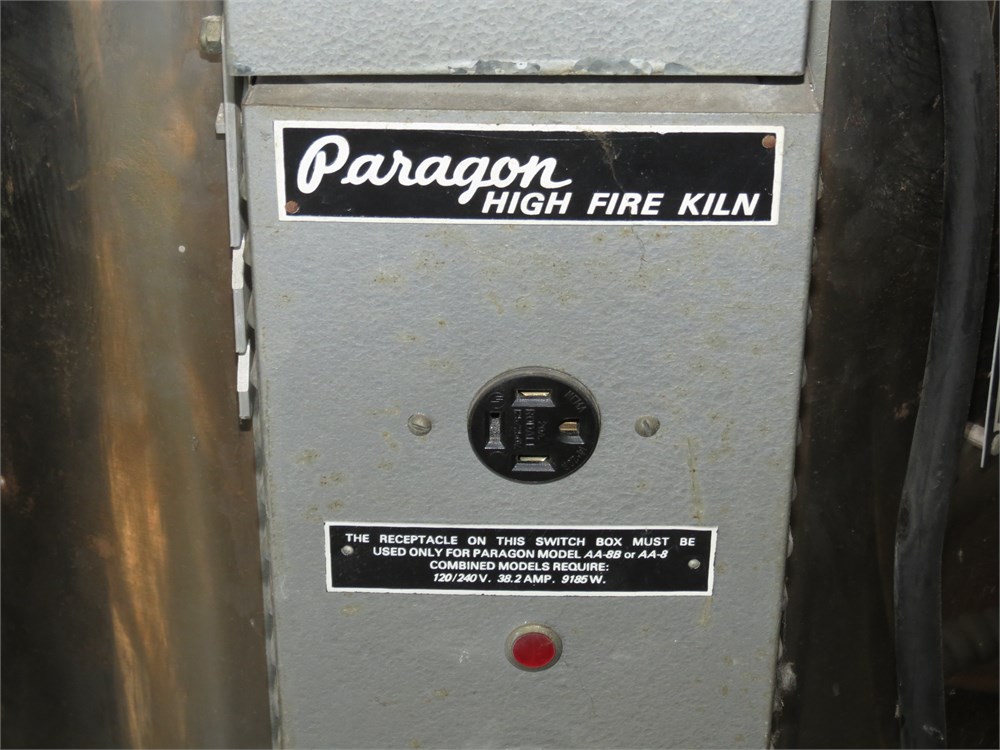 Paragon
HIGH FIRE KILN
THE RECEPTACLE ON THIS SWITCH BOX MUST BE
USED ONLY FOR PARAGON MODEL AA-8B or AA-8
COMBINED MODELS REQUIRE:
120/240 V. 38.2 AMP. 9185 W.